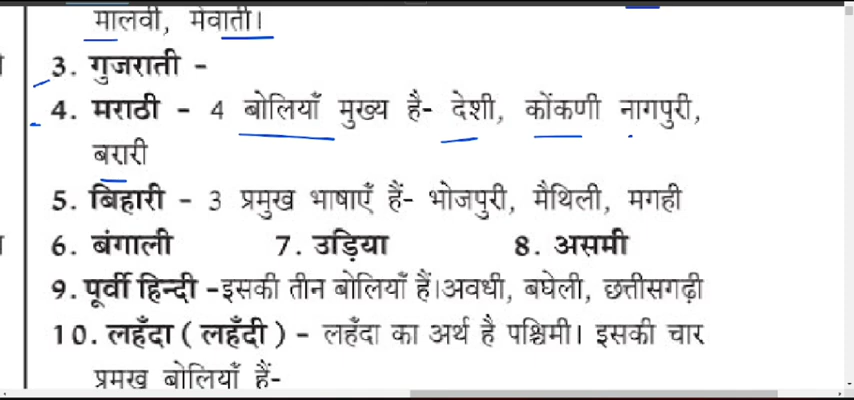 मालवी, मेवाती।
3. गुजराती -
4. मराठी - 4 बोलियाँ मुख्य है- देशी, कोंकणी नागपुरी,
बरारी
5. बिहारी - 3 प्रमुख भाषाएँ हैं- भोजपुरी, मैथिली, मगही
6. बंगाली 7. उड़िया 8. असमी
9. पूर्वी हिन्दी -इसकी तीन बोलियाँ हैं।अवधी, बघेली, छत्तीसगढ़ी
10. लहँदा ( लहँदी ) - लहँदा का अर्थ है पश्चिमी। इसकी चार
प्रमुख बोलियाँ हैं-